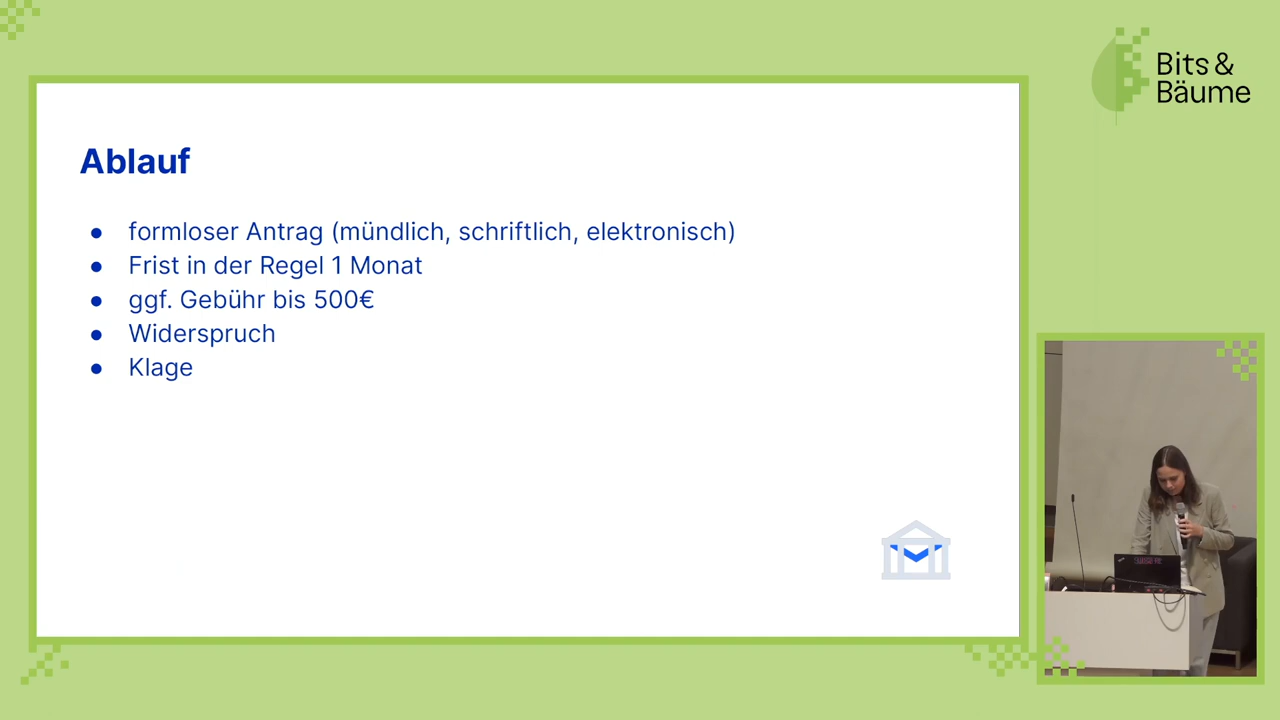 Bits &
Bäume
Ablauf
● formloser Antrag (mündlich, schriftlich, elektronisch)
● Frist in der Regel 1 Monat
● ggf. Gebühr bis 500€
● Widerspruch
● Klage